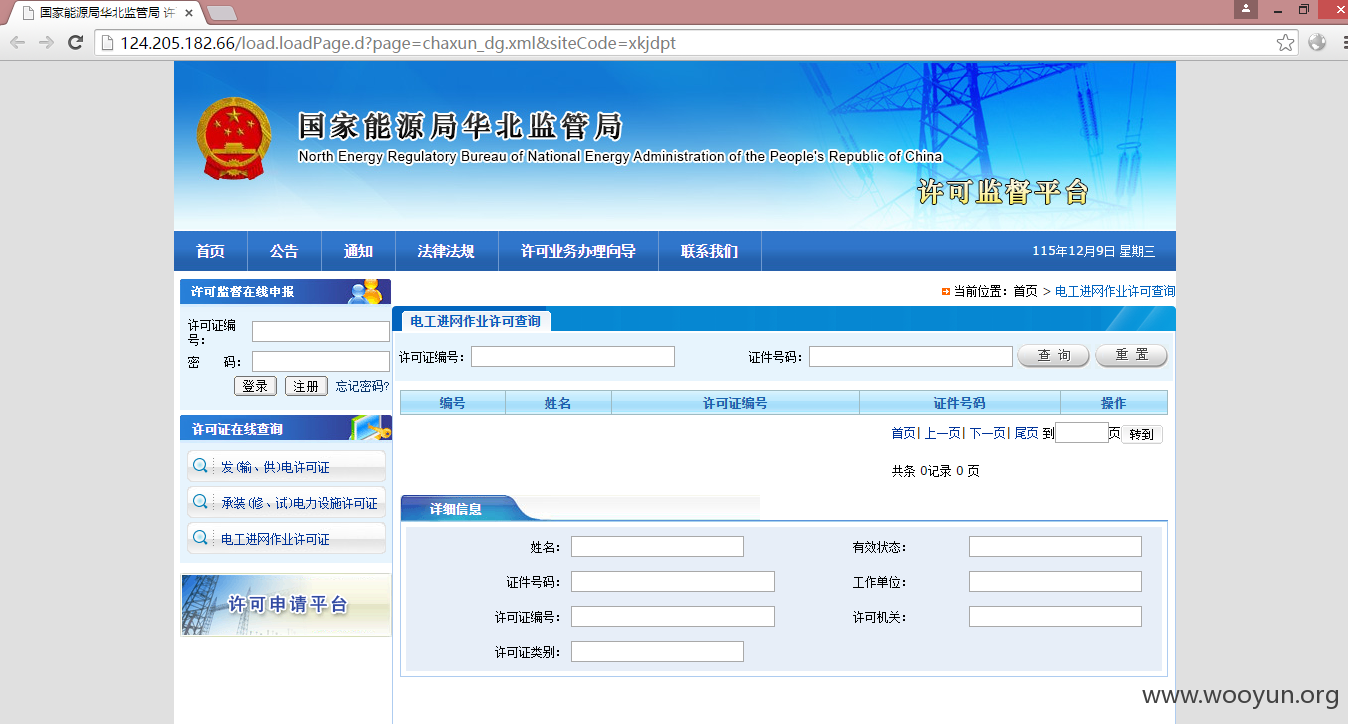 国家能源局华北监管局 许
124.205.182.66/load.loadPage.d?page=chaxun_dg.xml&siteCode=xkjdpt
国家能源局华北监管局
North Energy Regulatory Bureau of National Energy Administration of the People's Republic of China
许可监督平台
首页 公告 通知 法律法规 许可业务办理向导 联系我们 115年12月9日 星期三
许可监督在线申报
许可证编号：
密 码：
登录 注册 忘记密码?
许可证在线查询
发(输、供)电许可证
承装(修、试)电力设施许可证
电工进网作业许可证
许可申请平台
当前位置：首页 > 电工进网作业许可查询
电工进网作业许可查询
许可证编号： 证件号码： 查 询 重 置
编号 姓名 许可证编号 证件号码 操作
首页| 上一页| 下一页| 尾页 到 页 转到
共条 0记录 0 页
详细信息
姓名： 有效状态：
证件号码： 工作单位：
许可证编号： 许可机关：
许可证类别：
www.wooyun.org